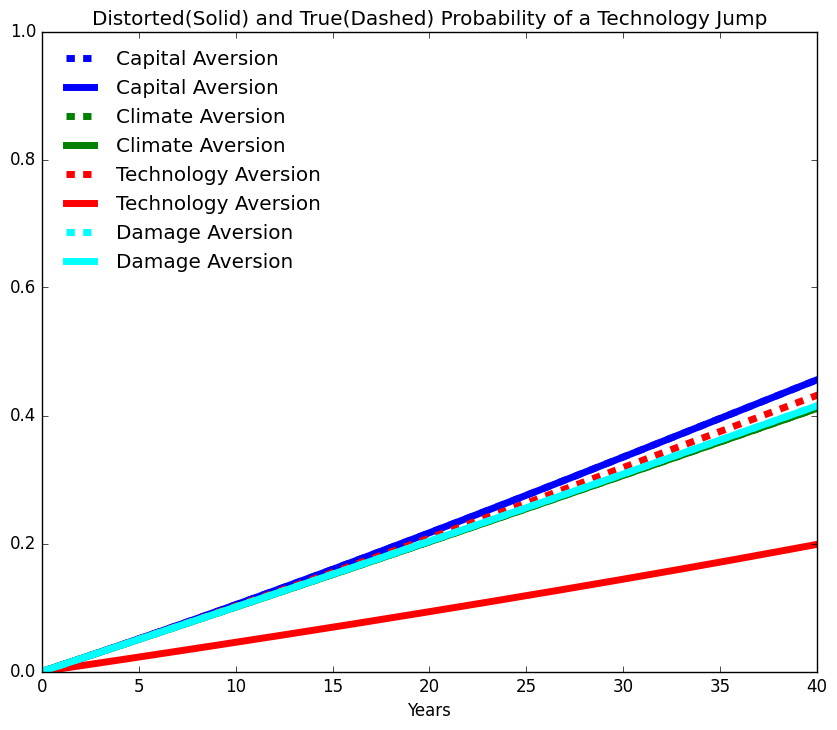 Distorted(Solid) and True(Dashed) Probability of a Technology Jump
1.0
Capital Aversion
Capital Aversion
Climate Aversion
Climate Aversion
Technology Aversion
Technology Aversion
Damage Aversion
Damage Aversion
0.8
0.6
0.4
0.2
0.0
0 5 10 15 20 25 30 35 40
Years